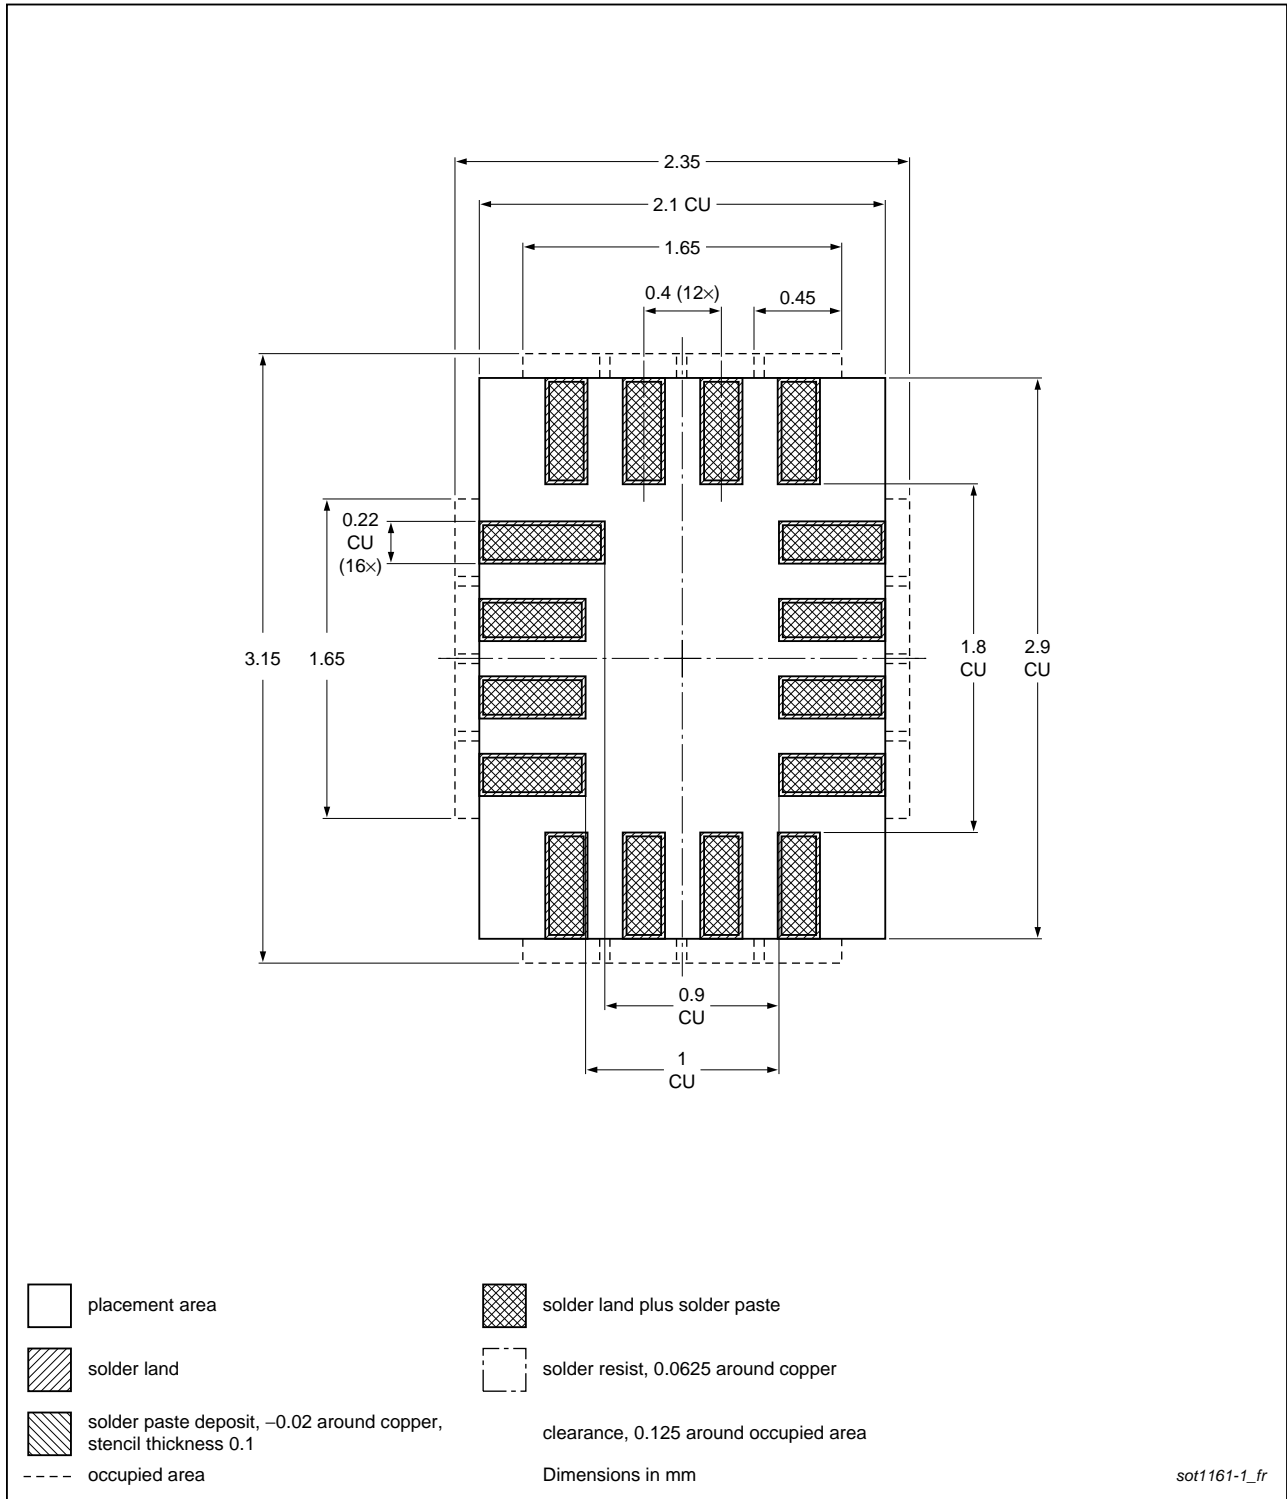 2.35
2.1 CU
1.65
0.4 (12×)
0.45
0.22
CU
(16×)
3.15
1.65
1.8
CU
2.9
CU
0.9
CU
1
CU
placement area
solder land plus solder paste
solder land
solder resist, 0.0625 around copper
solder paste deposit, −0.02 around copper,
stencil thickness 0.1
clearance, 0.125 around occupied area
occupied area
Dimensions in mm
sot1161-1_fr